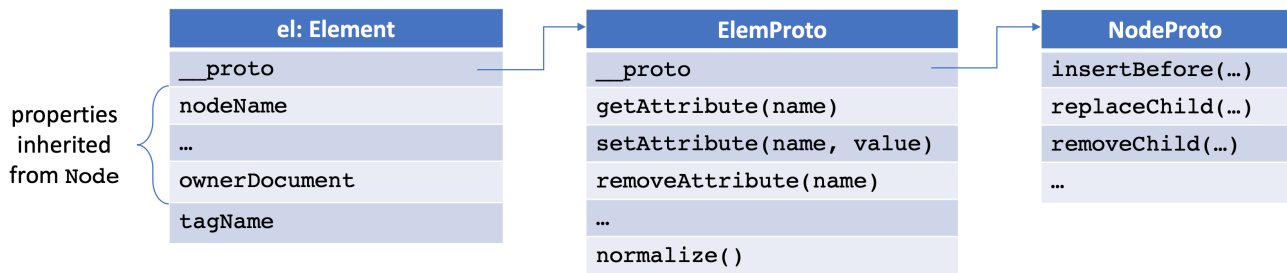 properties
inherited
from Node
el: Element
__proto
nodeName
…
ownerDocument
tagName
ElemProto
__proto
getAttribute(name)
setAttribute(name, value)
removeAttribute(name)
…
normalize()
NodeProto
insertBefore(…)
replaceChild(…)
removeChild(…)
…